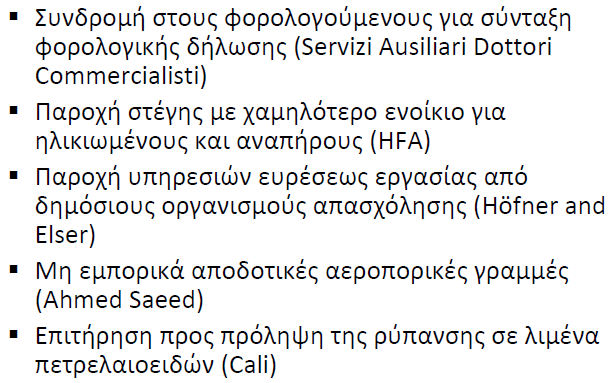 ▪ Συνδρομή στους φορολογούμενους για σύνταξη
φορολογικής δήλωσης (Servizi Ausiliari Dottori
Commercialisti)
▪ Παροχή στέγης με χαμηλότερο ενοίκιο για
ηλικιωμένους και αναπήρους (HFA)
▪ Παροχή υπηρεσιών ευρέσεως εργασίας από
δημόσιους οργανισμούς απασχόλησης (Höfner and
Elser)
▪ Μη εμπορικά αποδοτικές αεροπορικές γραμμές
(Ahmed Saeed)
▪ Επιτήρηση προς πρόληψη της ρύπανσης σε λιμένα
πετρελαιοειδών (Cali)